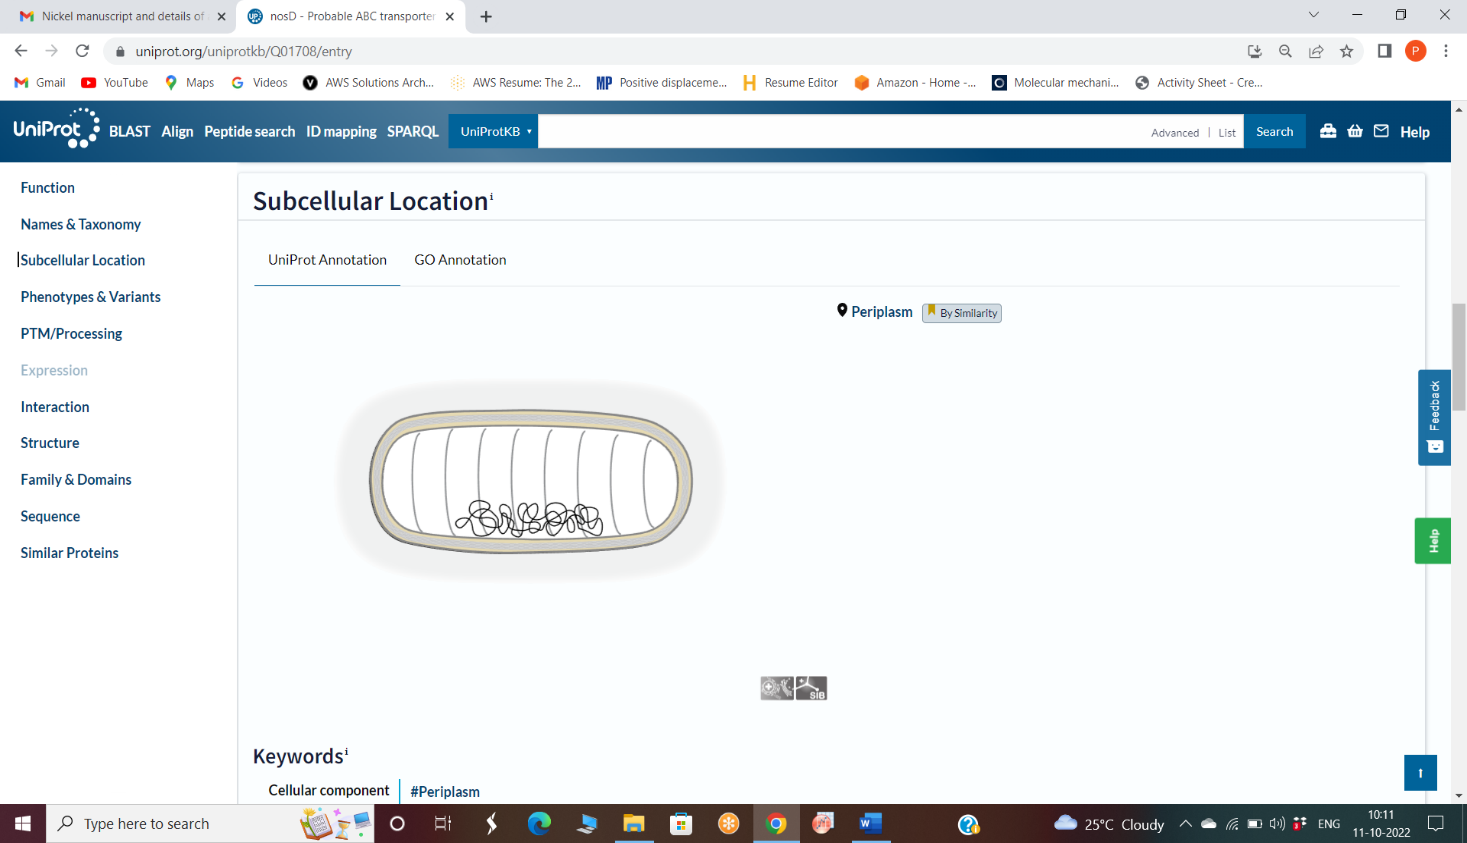 Nickel manuscript and details of
nosD - Probable ABC transporter
uniprot.org/uniprotkb/Q01708/entry
P
Gmail YouTube Maps Videos AWS Solutions Arch... AWS Resume: The 2... MP Positive displaceme... Resume Editor Amazon - Home -... Molecular mechani... Activity Sheet - Cre...
UniProt BLAST Align Peptide search ID mapping SPARQL UniProtKB Advanced | List Search Help
Function
Names & Taxonomy
Subcellular Location
Phenotypes & Variants
PTM/Processing
Expression
Interaction
Structure
Family & Domains
Sequence
Similar Proteins
Subcellular Locationi
UniProt Annotation GO Annotation
Periplasm By Similarity
SIB
Keywordsi
Cellular component #Periplasm
Feedback
Help
Type here to search
25°C Cloudy ENG 10:11
11-10-2022